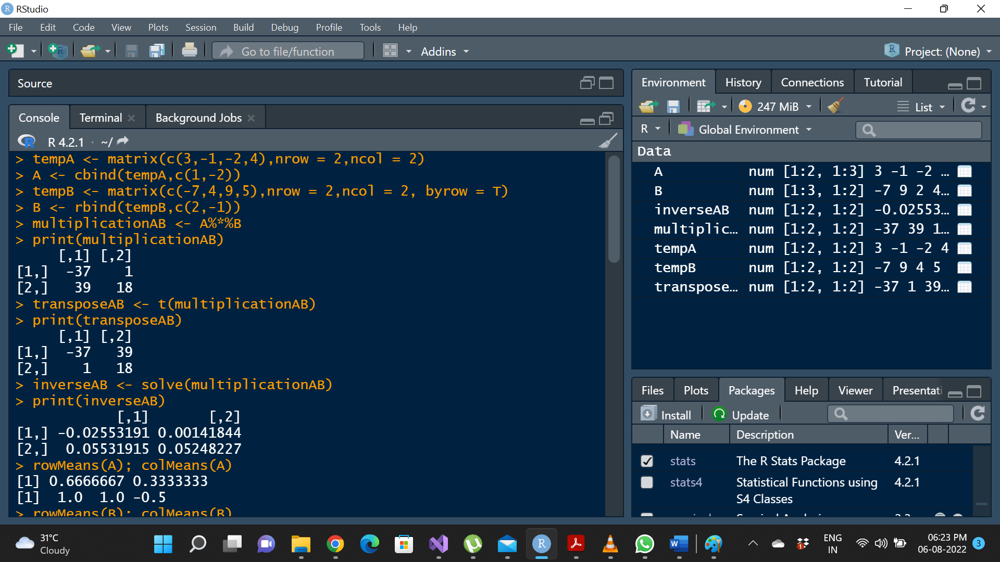 RStudio
File Edit Code View Plots Session Build Debug Profile Tools Help
Go to file/function Addins Project: (None)
Source
Console Terminal Background Jobs
R 4.2.1 · ~/
> tempA <- matrix(c(3,-1,-2,4),nrow = 2,ncol = 2)
> A <- cbind(tempA,c(1,-2))
> tempB <- matrix(c(-7,4,9,5),nrow = 2,ncol = 2, byrow = T)
> B <- rbind(tempB,c(2,-1))
> multiplicationAB <- A%*%B
> print(multiplicationAB)
     [,1] [,2]
[1,]  -37    1
[2,]   39   18
> transposeAB <- t(multiplicationAB)
> print(transposeAB)
     [,1] [,2]
[1,]  -37   39
[2,]    1   18
> inverseAB <- solve(multiplicationAB)
> print(inverseAB)
            [,1]       [,2]
[1,] -0.02553191 0.00141844
[2,]  0.05531915 0.05248227
> rowMeans(A); colMeans(A)
[1] 0.6666667 0.3333333
[1]  1.0  1.0 -0.5
> rowMeans(B); colMeans(B)
Environment History Connections Tutorial
247 MiB List
R Global Environment
Data
A num [1:2, 1:3] 3 -1 -2 …
B num [1:3, 1:2] -7 9 2 4…
inverseAB num [1:2, 1:2] -0.02553…
multiplic… num [1:2, 1:2] -37 39 1…
tempA num [1:2, 1:2] 3 -1 -2 4
tempB num [1:2, 1:2] -7 9 4 5
transpose… num [1:2, 1:2] -37 1 39…
Files Plots Packages Help Viewer Presentati
Install Update
Name Description Ver...
stats The R Stats Package 4.2.1
stats4 Statistical Functions using 4.2.1
S4 Classes
31°C
Cloudy
ENG
IN
06:23 PM
06-08-2022
3